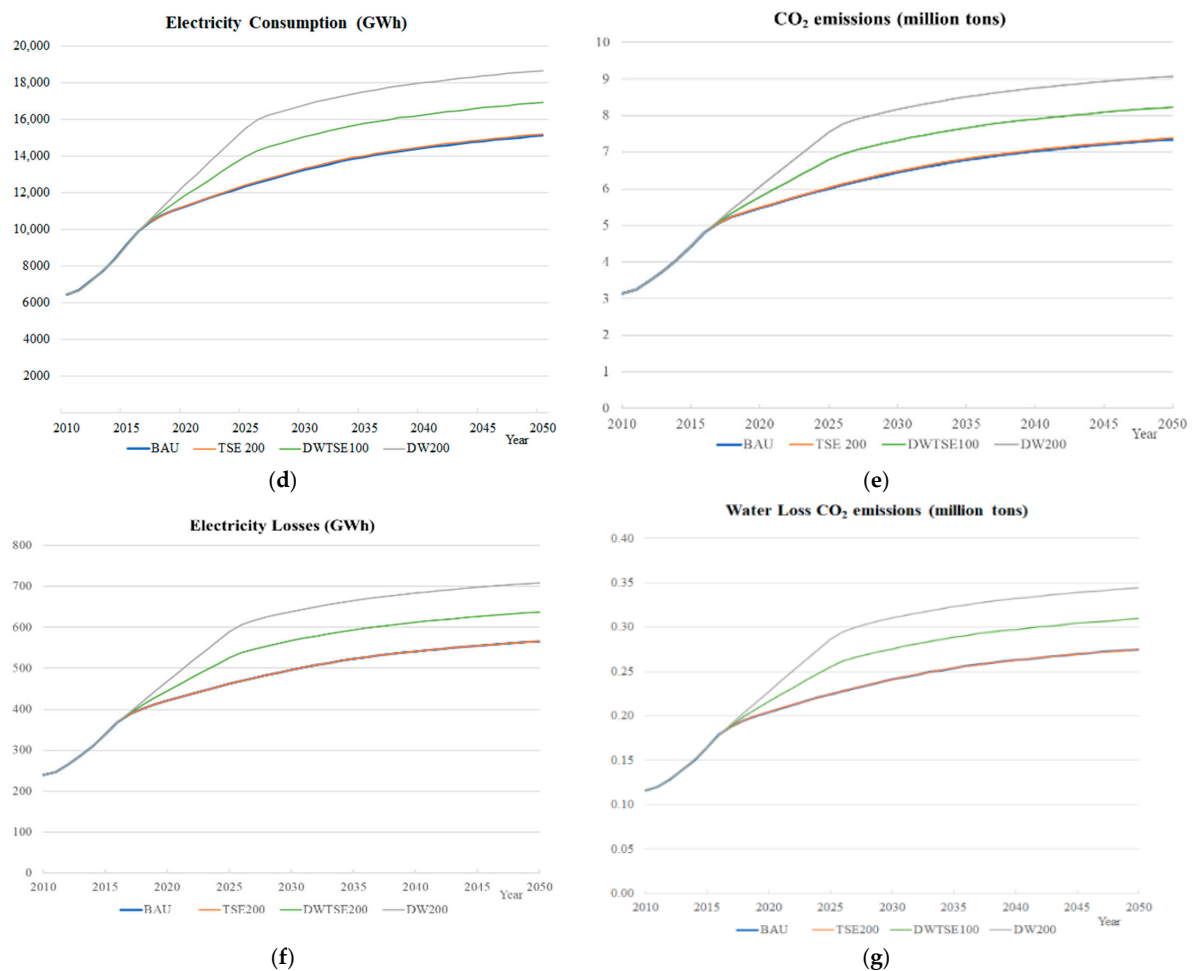 Electricity Consumption (GWh)
20,000
18,000
16,000
14,000
12,000
10,000
8000
6000
4000
2000
2010 2015 2020 2025 2030 2035 2040 2045 2050
Year
BAU TSE 200 DWTSE100 DW200
(d)
CO₂ emissions (million tons)
10
9
8
7
6
5
4
3
2
1
0
2010 2015 2020 2025 2030 2035 2040 2045 2050
Year
BAU TSE 200 DWTSE100 DW200
(e)
Electricity Losses (GWh)
800
700
600
500
400
300
200
100
0
2010 2015 2020 2025 2030 2035 2040 2045 2050
Year
BAU TSE200 DWTSE200 DW200
(f)
Water Loss CO₂ emissions (million tons)
0.40
0.35
0.30
0.25
0.20
0.15
0.10
0.05
0.00
2010 2015 2020 2025 2030 2035 2040 2045 2050
Year
BAU TSE200 DWTSE100 DW200
(g)